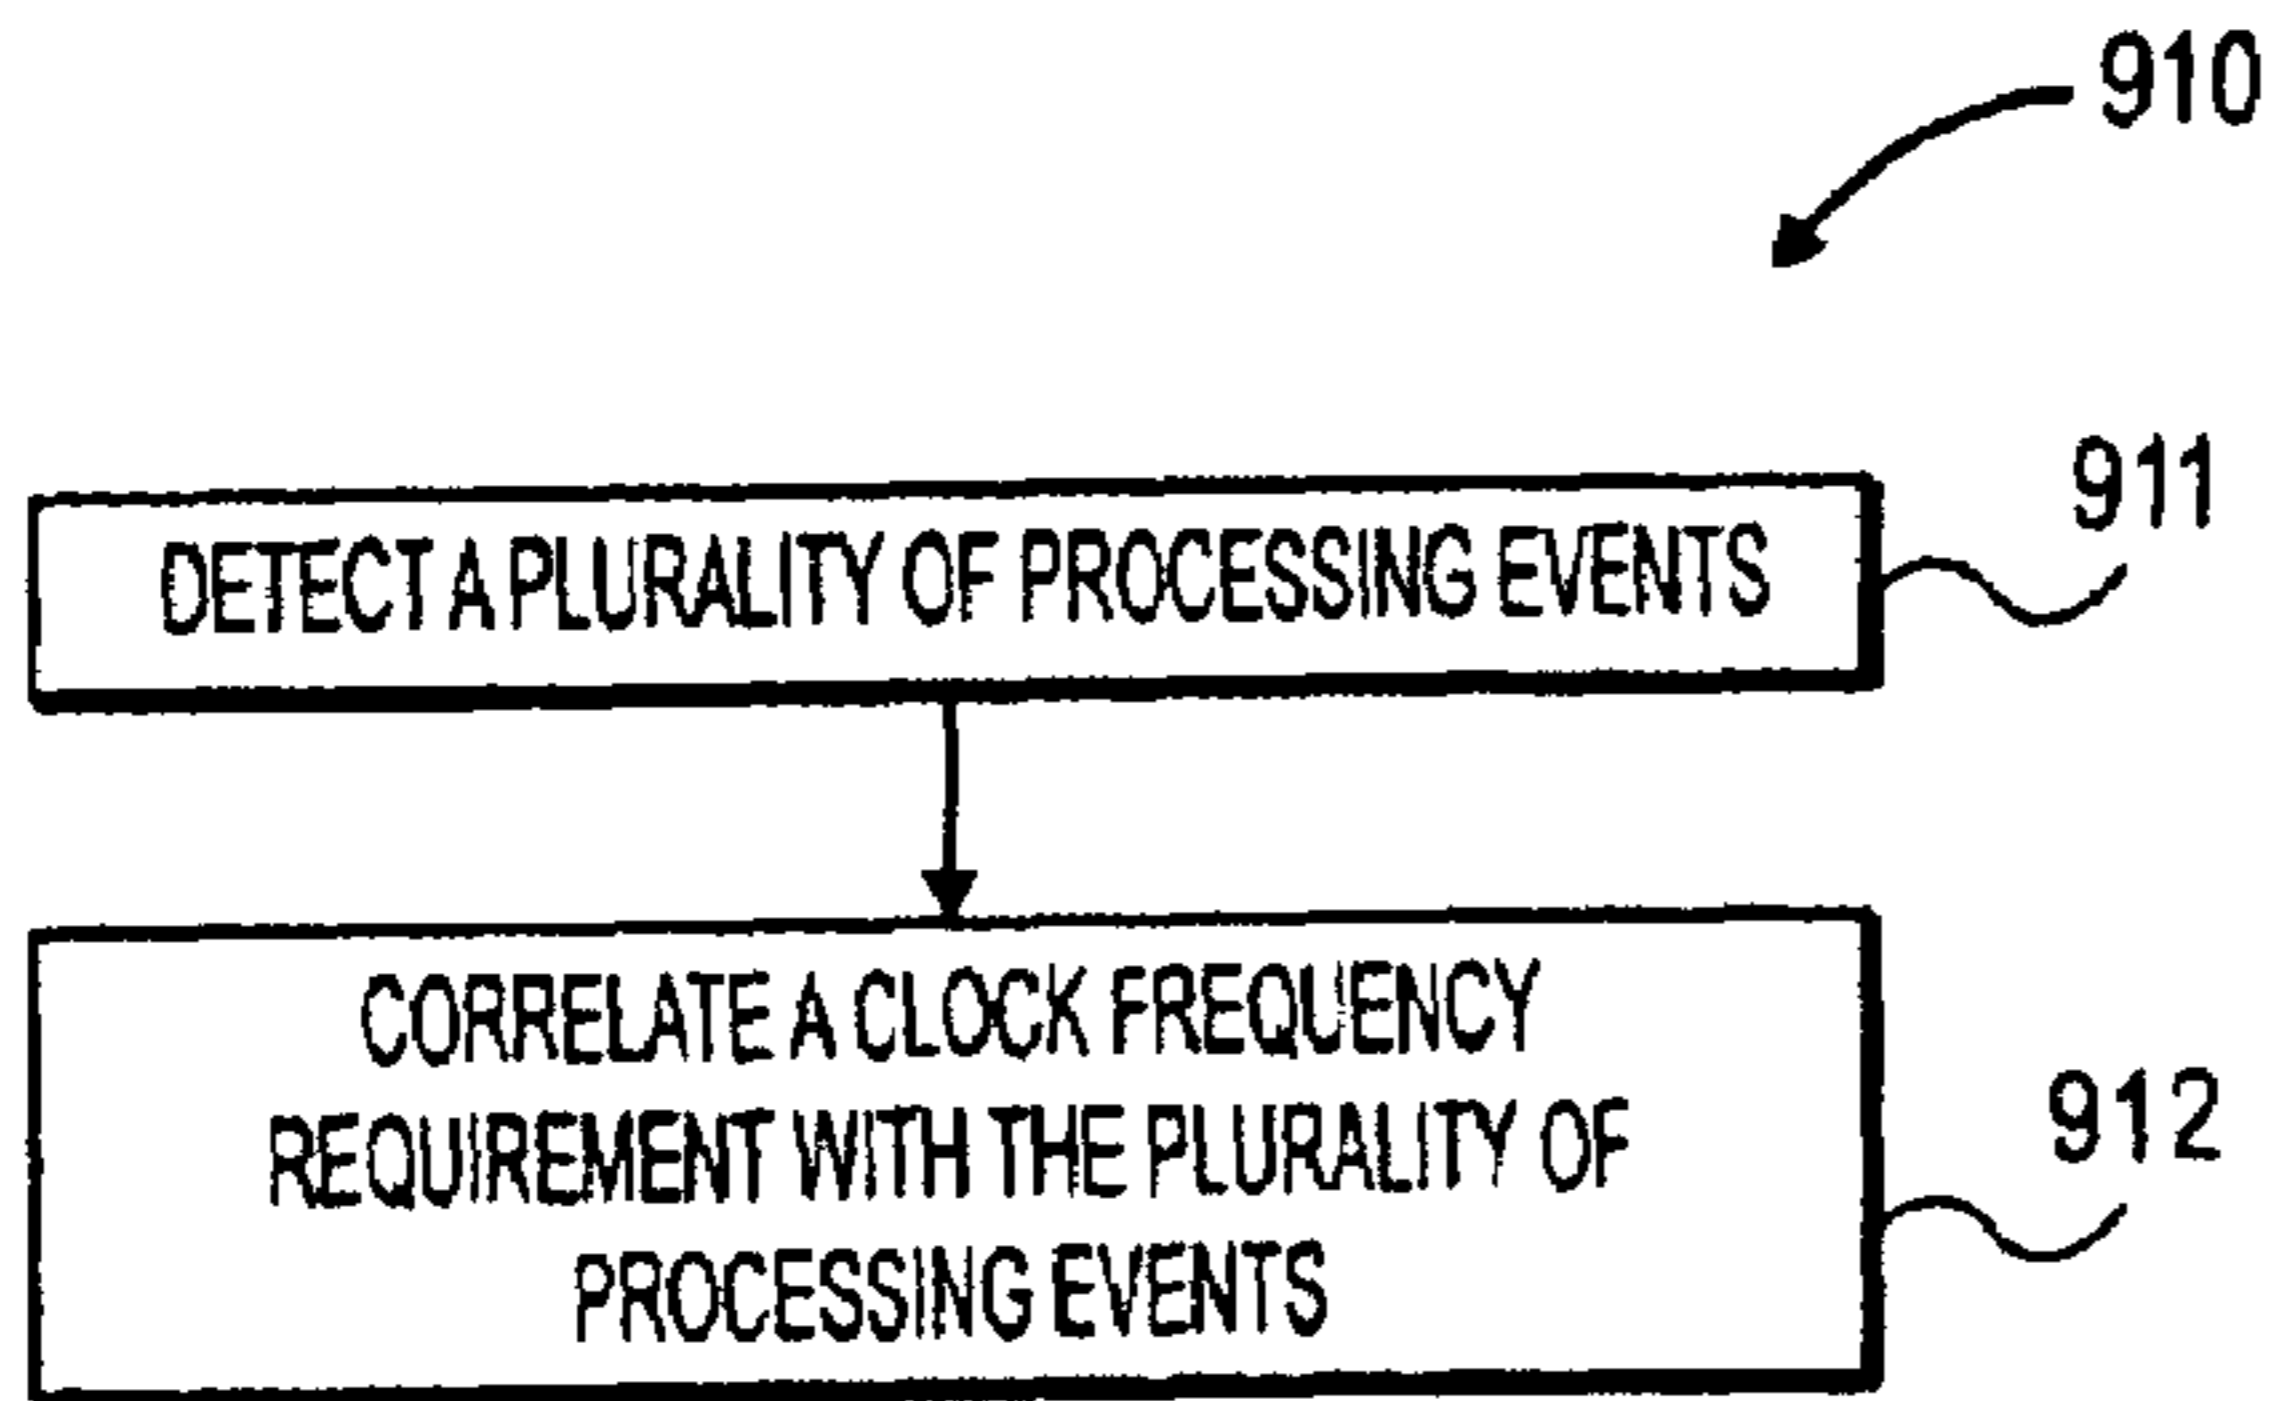 910
911
DETECT A PLURALITY OF PROCESSING EVENTS
CORRELATE A CLOCK FREQUENCY
REQUIREMENT WITH THE PLURALITY OF
PROCESSING EVENTS
912